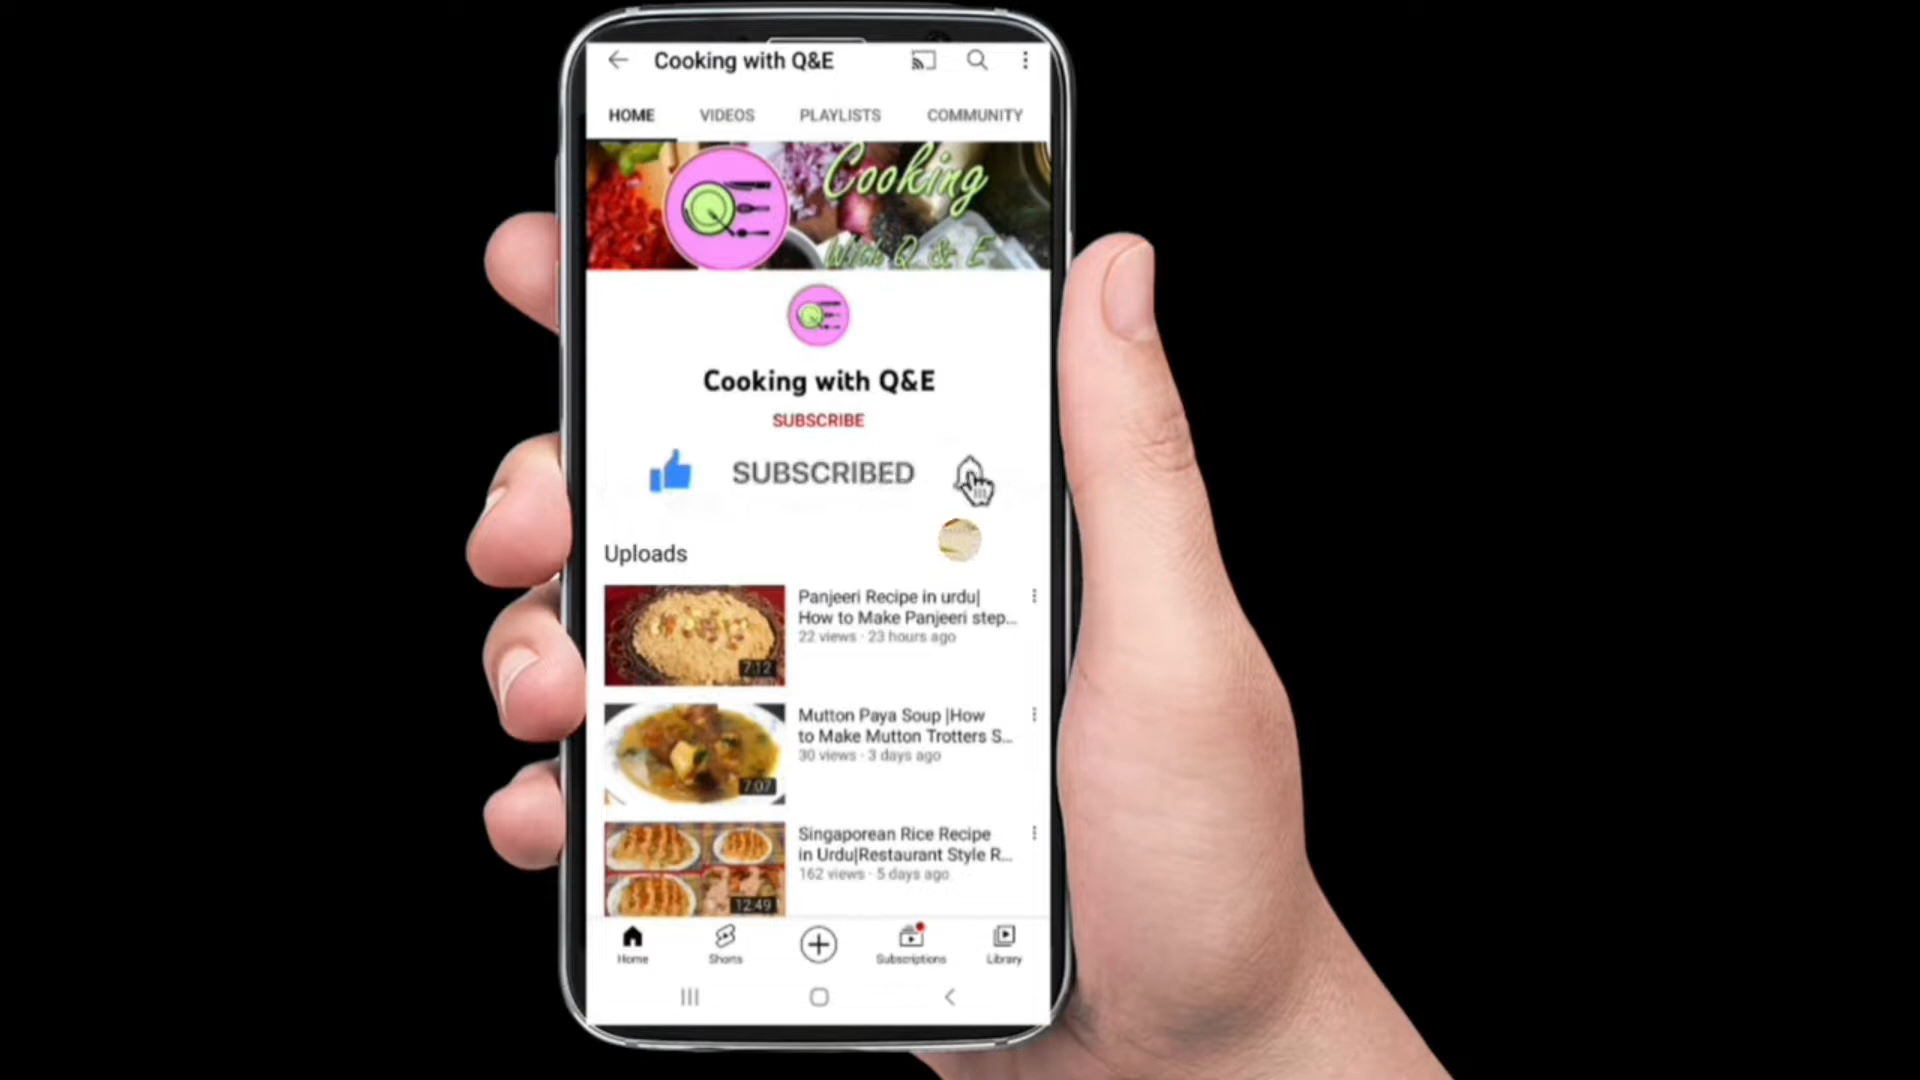 Cooking with Q&E
HOME VIDEOS PLAYLISTS COMMUNITY
Cooking
With Q & E
Cooking with Q&E
SUBSCRIBE
SUBSCRIBED
Uploads
Panjeeri Recipe in urdu|
How to Make Panjeeri step...
22 views · 23 hours ago
7:12
Mutton Paya Soup |How
to Make Mutton Trotters S...
30 views · 3 days ago
7:07
Singaporean Rice Recipe
in Urdu|Restaurant Style R...
162 views · 5 days ago
12:49
Home Shorts Subscriptions Library